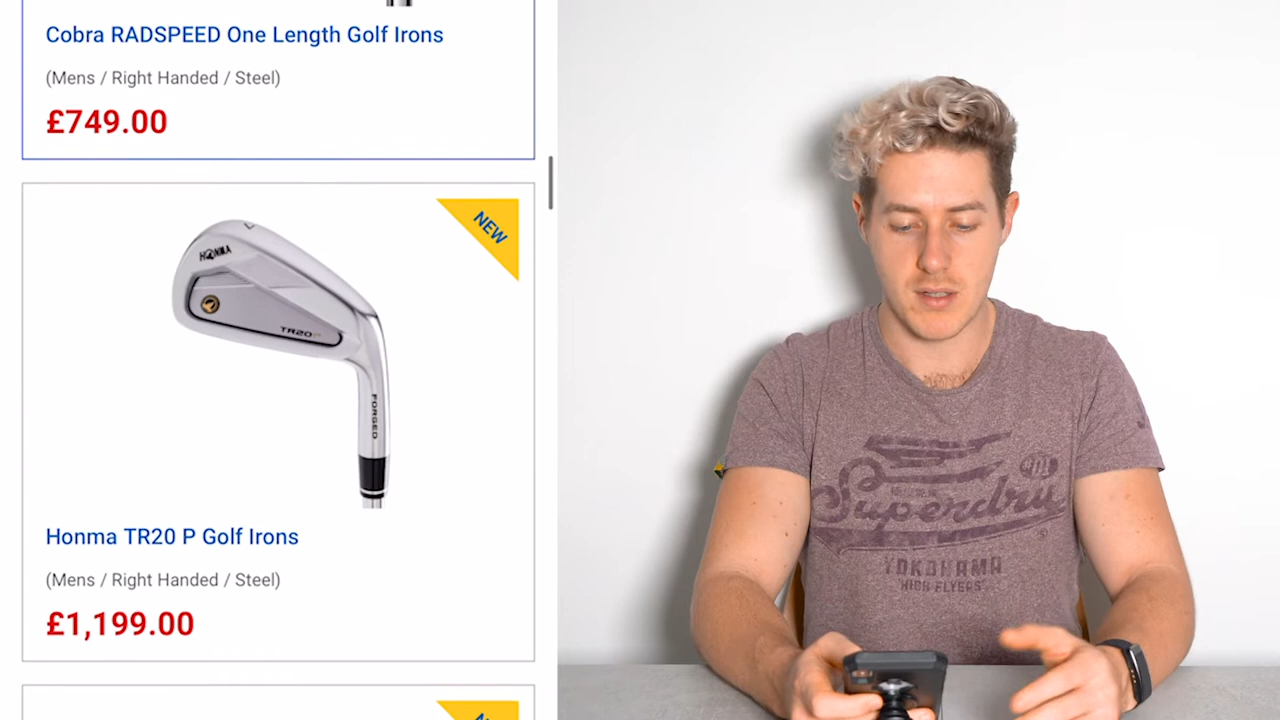 Cobra RADSPEED One Length Golf Irons
(Mens / Right Handed / Steel)
£749.00
NEW
HONMA
TR20P
FORGED
Honma TR20 P Golf Irons
(Mens / Right Handed / Steel)
£1,199.00
Superdry
YOKOHAMA
'HIGH FLYERS'